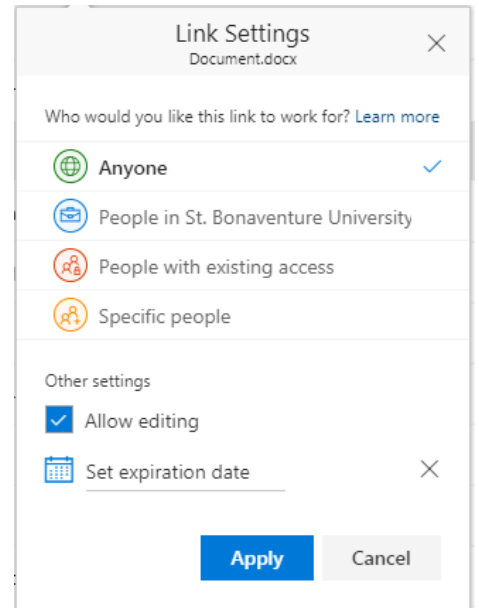 Link Settings
Document.docx
Who would you like this link to work for? Learn more
Anyone
People in St. Bonaventure University
People with existing access
Specific people
Other settings
Allow editing
Set expiration date
Apply Cancel